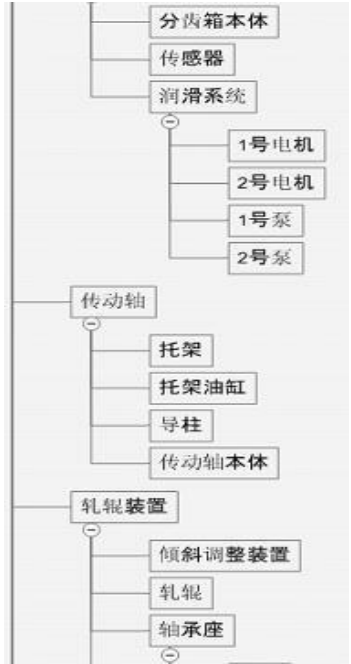 分齿箱本体
传感器
润滑系统
1号电机
2号电机
1号泵
2号泵
传动轴
托架
托架油缸
导柱
传动轴本体
轧辊装置
倾斜调整装置
轧辊
轴承座